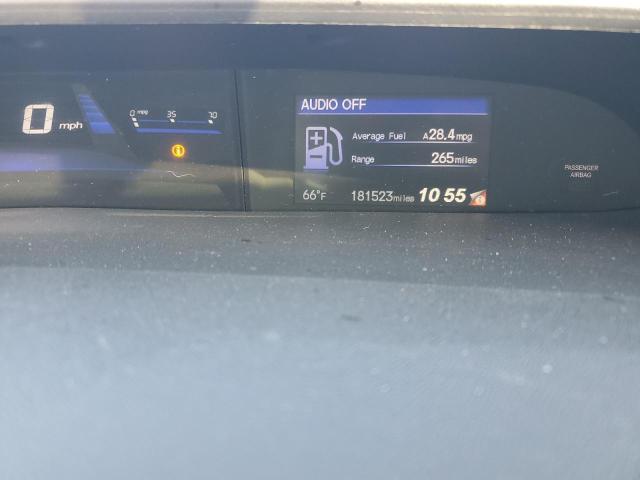 AUDIO OFF
0 mph
0 mpg 35 70
Average Fuel A28.4mpg
Range 265miles
PASSENGER
AIRBAG
66°F 181523miles 10 55